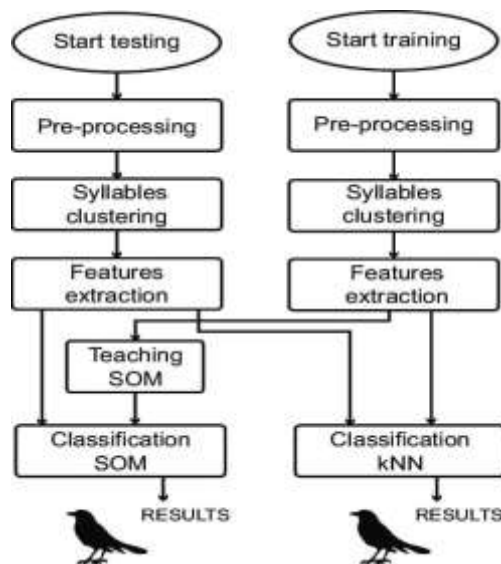 Start testing
Start training
Pre-processing
Pre-processing
Syllables
clustering
Syllables
clustering
Features
extraction
Features
extraction
Teaching
SOM
Classification
SOM
Classification
kNN
RESULTS
RESULTS